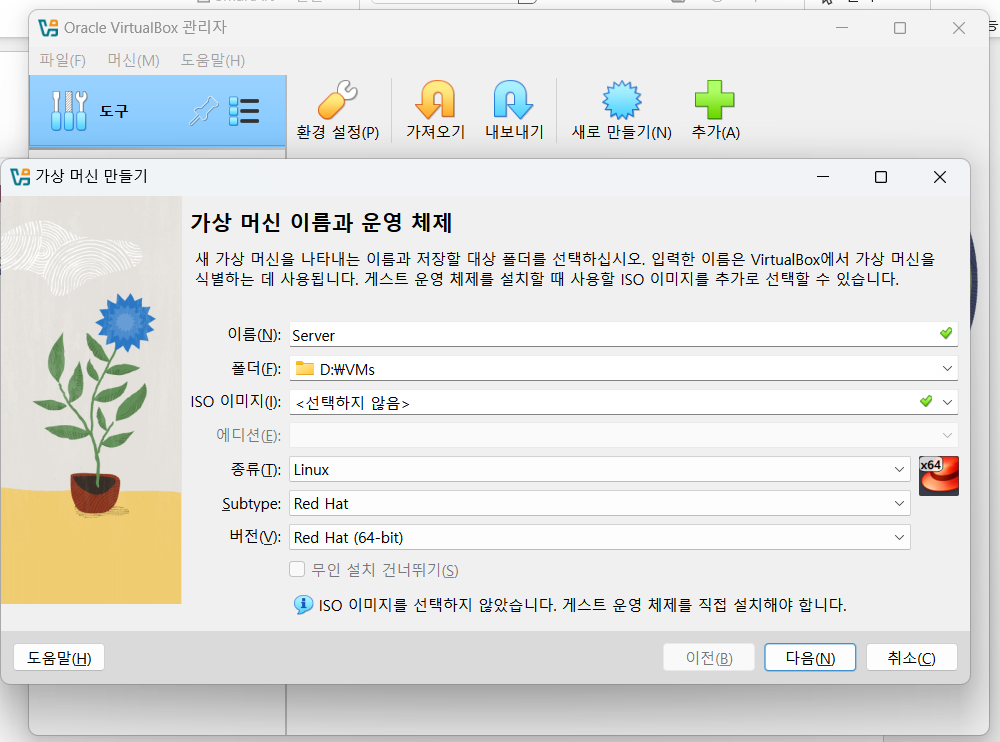 Oracle VirtualBox 관리자
파일(F) 머신(M) 도움말(H)
도구
환경 설정(P) 가져오기 내보내기 새로 만들기(N) 추가(A)
가상 머신 만들기
가상 머신 이름과 운영 체제
새 가상 머신을 나타내는 이름과 저장할 대상 폴더를 선택하십시오. 입력한 이름은 VirtualBox에서 가상 머신을
식별하는 데 사용됩니다. 게스트 운영 체제를 설치할 때 사용할 ISO 이미지를 추가로 선택할 수 있습니다.
이름(N): Server
폴더(F): D:₩VMs
ISO 이미지(I): <선택하지 않음>
에디션(E):
종류(T): Linux
x64
Subtype: Red Hat
버전(V): Red Hat (64-bit)
무인 설치 건너뛰기(S)
ISO 이미지를 선택하지 않았습니다. 게스트 운영 체제를 직접 설치해야 합니다.
도움말(H) 이전(B) 다음(N) 취소(C)